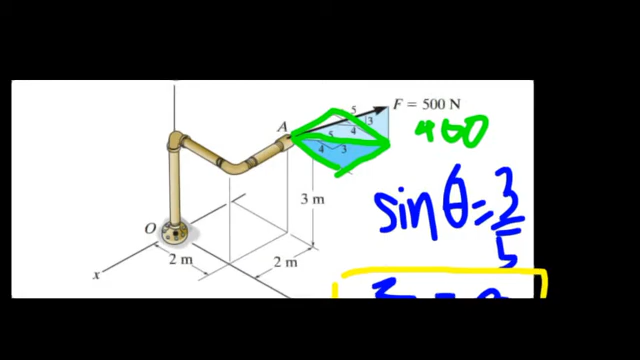 5
F = 500 N
3
4
A
5
4 3
400
sin θ = 3/5
3 m
O
2 m
2 m
x